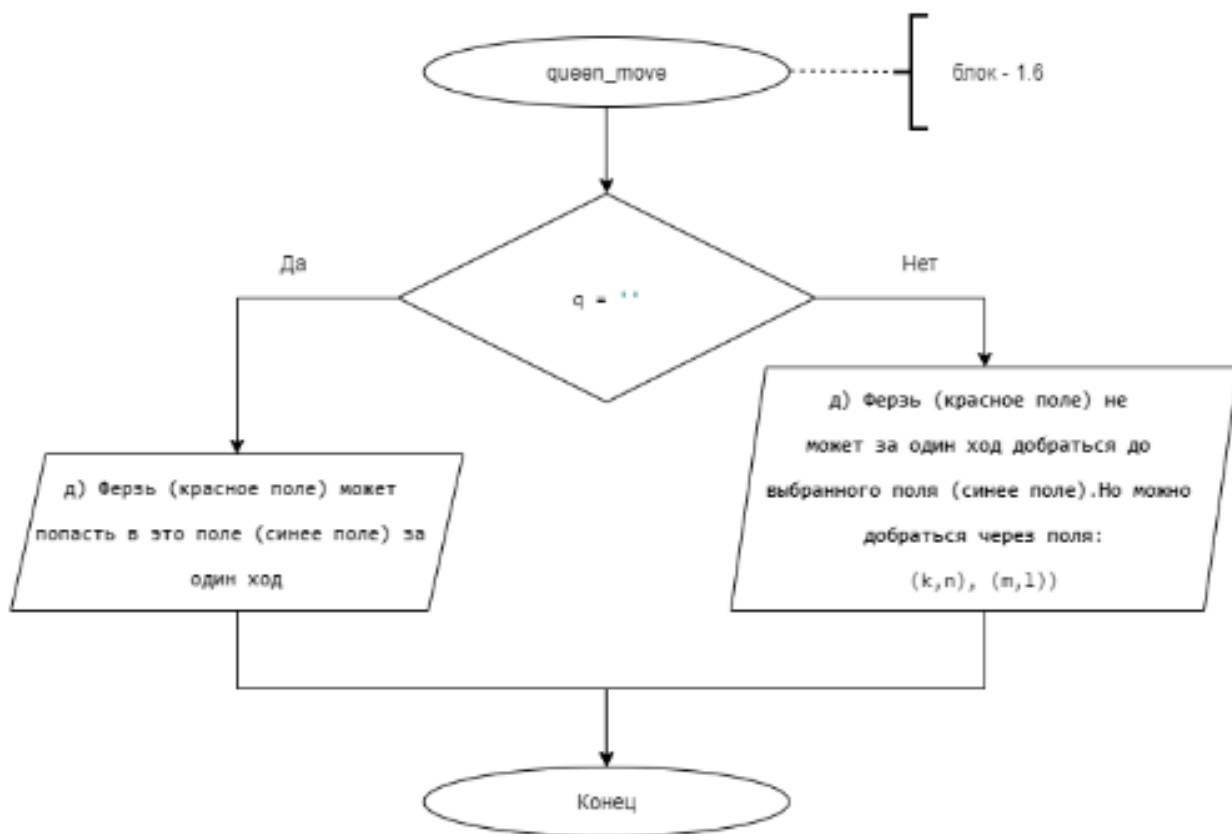 queen_move
блок - 1.6
Да
Нет
q = ''
д) Ферзь (красное поле) может
попасть в это поле (синее поле) за
один ход
д) Ферзь (красное поле) не
может за один ход добраться до
выбранного поля (синее поле).Но можно
добраться через поля:
(k,n), (m,l))
Конец